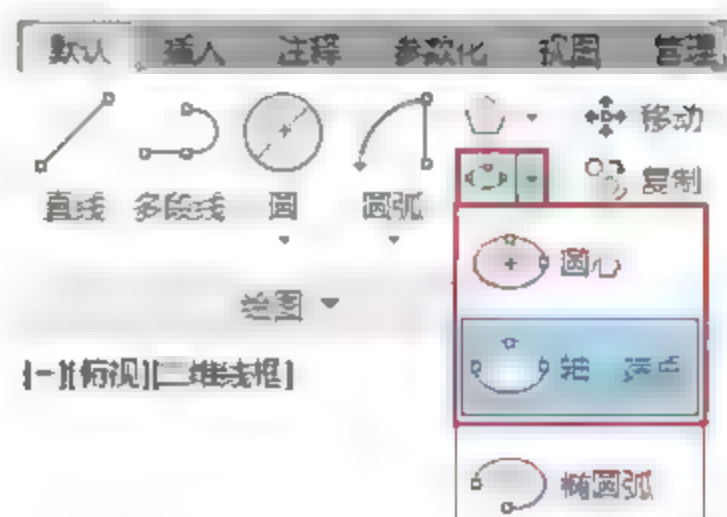 默认 插入 注释 参数化 视图 管理
移动
复制
直线 多段线 圆 圆弧
圆心
绘图
轴 端点
[-][俯视][二维线框]
椭圆弧